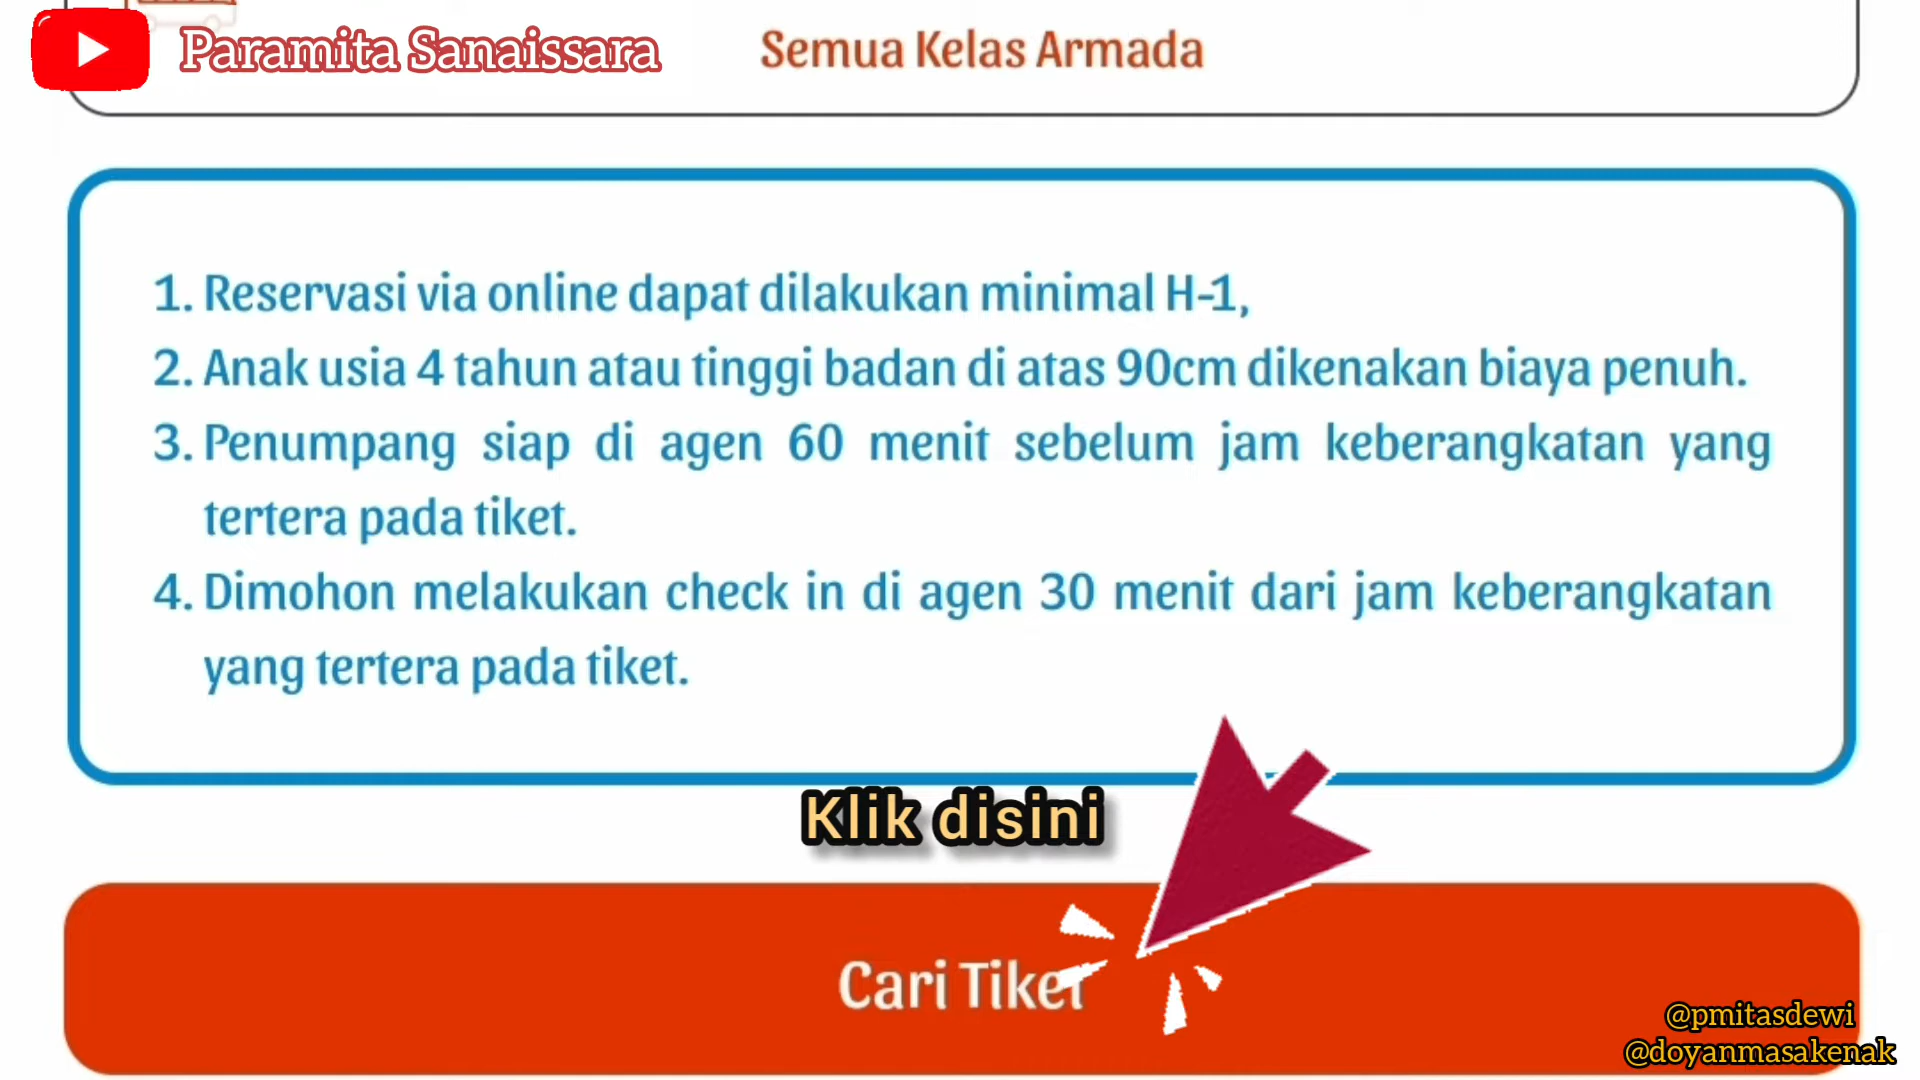 Paramita Sanaissara
Semua Kelas Armada
1. Reservasi via online dapat dilakukan minimal H-1,
2. Anak usia 4 tahun atau tinggi badan di atas 90cm dikenakan biaya penuh.
3. Penumpang siap di agen 60 menit sebelum jam keberangkatan yang
tertera pada tiket.
4. Dimohon melakukan check in di agen 30 menit dari jam keberangkatan
yang tertera pada tiket.
Klik disini
Cari Tiket
@pmitasdewi
@doyanmasakenak